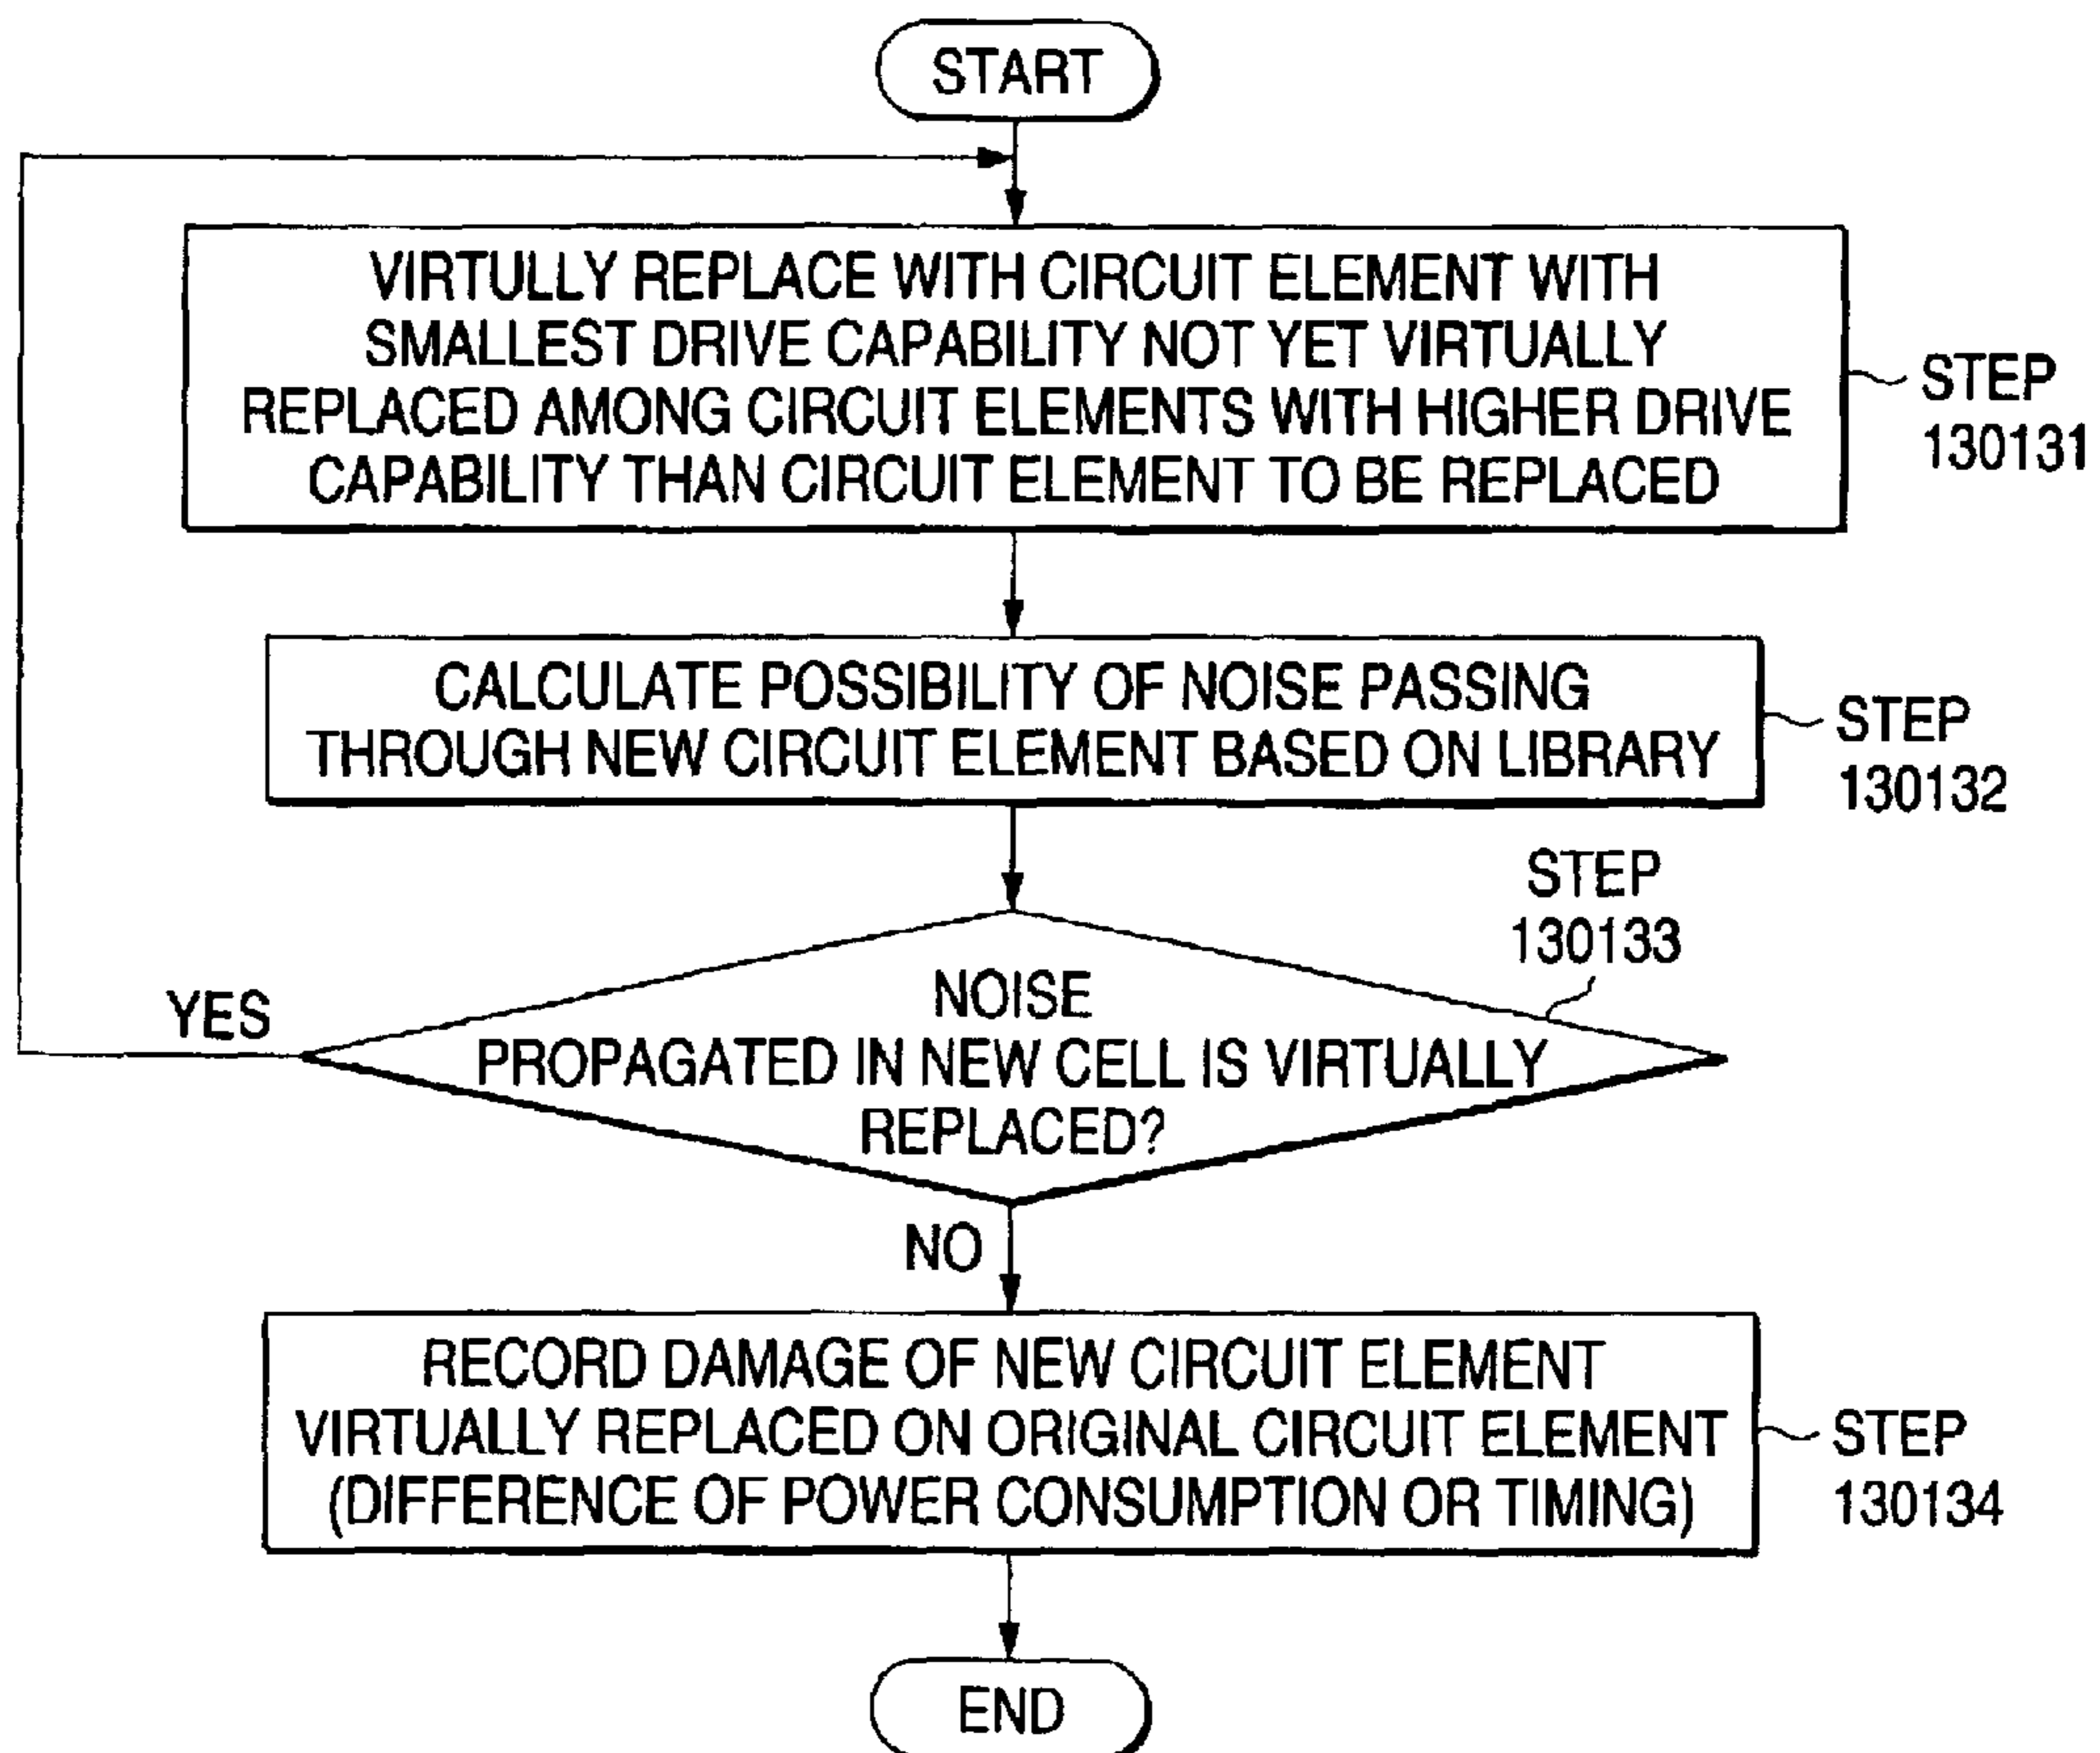 START
VIRTULLY REPLACE WITH CIRCUIT ELEMENT WITH
SMALLEST DRIVE CAPABILITY NOT YET VIRTUALLY
REPLACED AMONG CIRCUIT ELEMENTS WITH HIGHER DRIVE
CAPABILITY THAN CIRCUIT ELEMENT TO BE REPLACED
STEP
130131
CALCULATE POSSIBILITY OF NOISE PASSING
THROUGH NEW CIRCUIT ELEMENT BASED ON LIBRARY
STEP
130132
STEP
130133
NOISE
PROPAGATED IN NEW CELL IS VIRTUALLY
REPLACED?
YES
NO
RECORD DAMAGE OF NEW CIRCUIT ELEMENT
VIRTUALLY REPLACED ON ORIGINAL CIRCUIT ELEMENT
(DIFFERENCE OF POWER CONSUMPTION OR TIMING)
STEP
130134
END